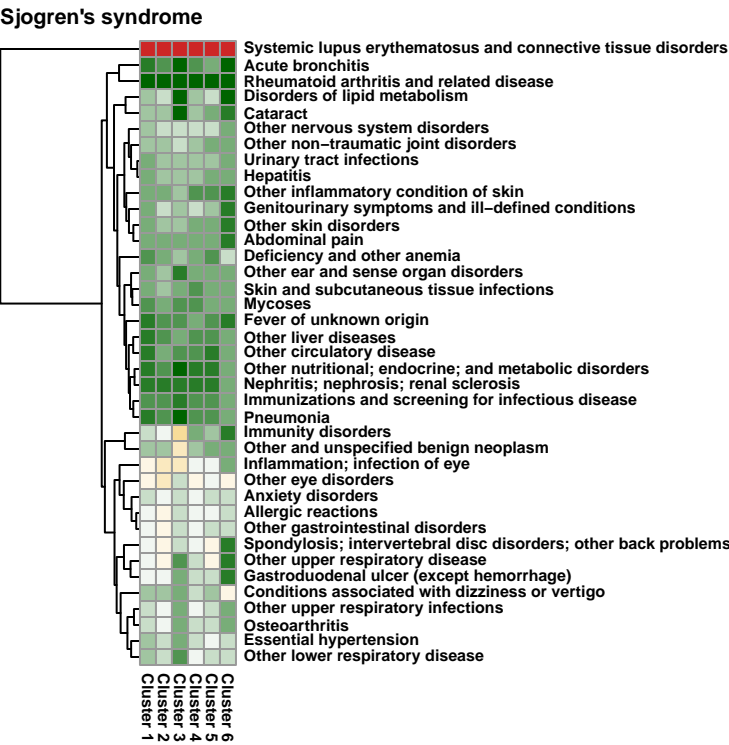 Sjogren's syndrome
Systemic lupus erythematosus and connective tissue disorders
Acute bronchitis
Rheumatoid arthritis and related disease
Disorders of lipid metabolism
Cataract
Other nervous system disorders
Other non−traumatic joint disorders
Urinary tract infections
Hepatitis
Other inflammatory condition of skin
Genitourinary symptoms and ill−defined conditions
Other skin disorders
Abdominal pain
Deficiency and other anemia
Other ear and sense organ disorders
Skin and subcutaneous tissue infections
Mycoses
Fever of unknown origin
Other liver diseases
Other circulatory disease
Other nutritional; endocrine; and metabolic disorders
Nephritis; nephrosis; renal sclerosis
Immunizations and screening for infectious disease
Pneumonia
Immunity disorders
Other and unspecified benign neoplasm
Inflammation; infection of eye
Other eye disorders
Anxiety disorders
Allergic reactions
Other gastrointestinal disorders
Spondylosis; intervertebral disc disorders; other back problems
Other upper respiratory disease
Gastroduodenal ulcer (except hemorrhage)
Conditions associated with dizziness or vertigo
Other upper respiratory infections
Osteoarthritis
Essential hypertension
Other lower respiratory disease
Cluster 1
Cluster 2
Cluster 3
Cluster 4
Cluster 5
Cluster 6